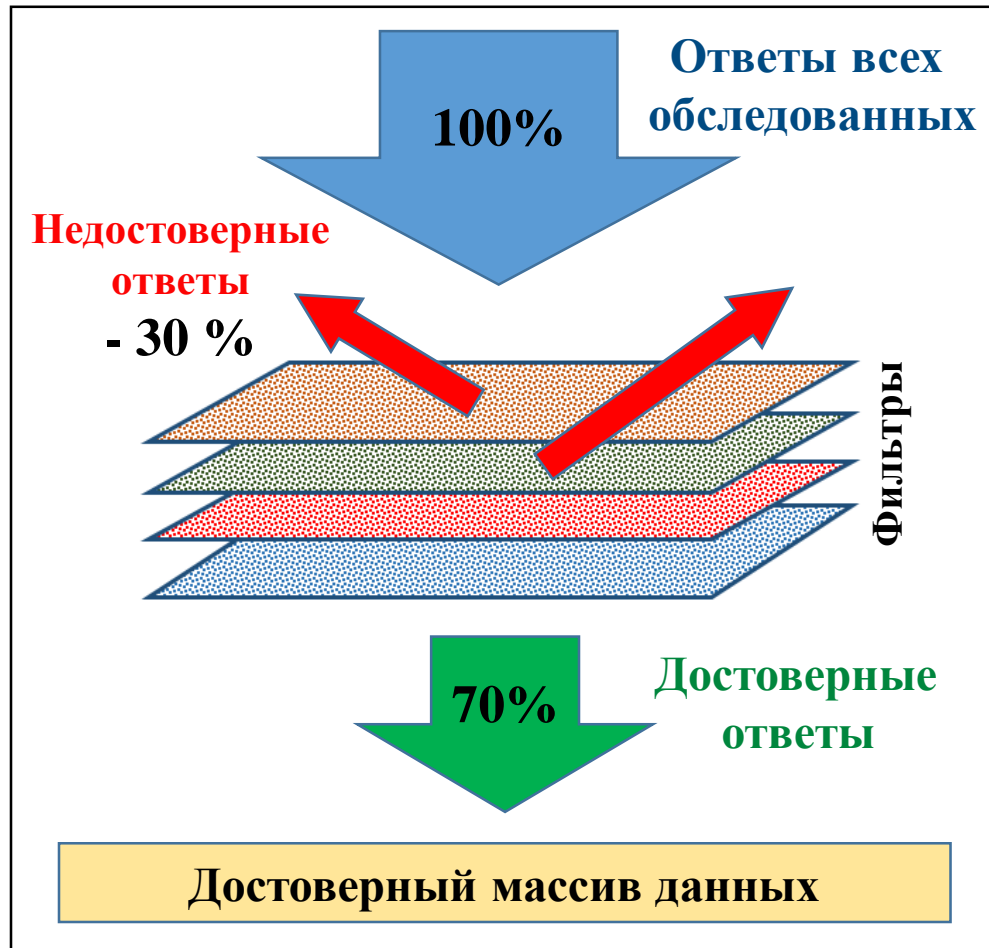 Ответы всех
обследованных
100%
Недостоверные
ответы
- 30 %
Фильтры
70%
Достоверные
ответы
Достоверный массив данных